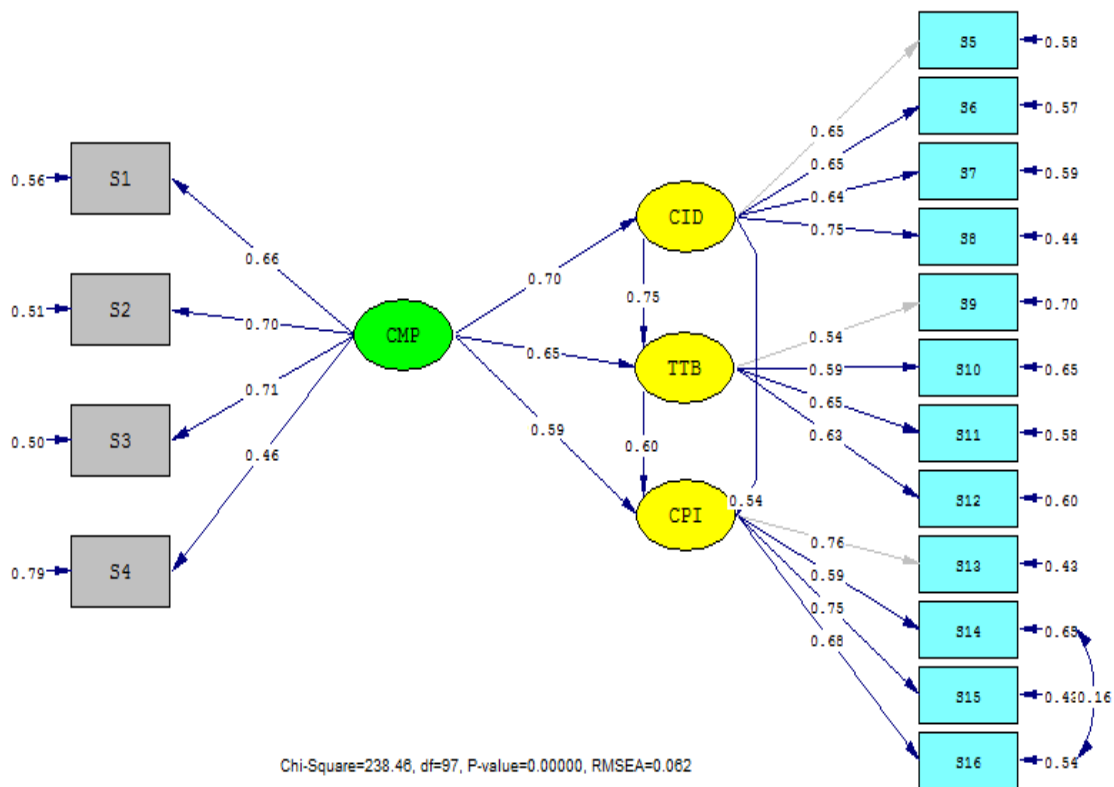 S5
0.58
S6
0.57
0.65
S1
0.56
0.65
S7
0.59
0.64
CID
0.75
S8
0.44
0.66
0.70
S9
0.70
S2
0.51
0.75
0.70
CMP
0.54
0.65
TTB
0.59
S10
0.65
0.71
0.65
S11
0.58
0.63
S3
0.50
0.59
0.60
0.46
S12
0.60
0.54
CPI
0.76
S13
0.43
S4
0.79
0.59
0.75
S14
0.65
0.68
S15
0.16
S16
0.54
Chi-Square=238.46, df=97, P-value=0.00000, RMSEA=0.062